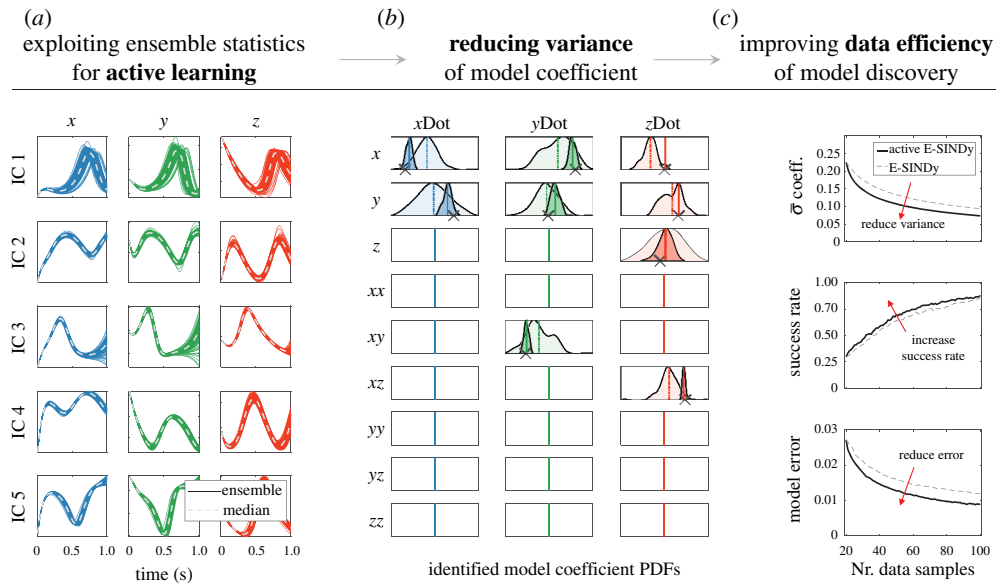 (a)
exploiting ensemble statistics
for active learning
(b)
reducing variance
of model coefficient
(c)
improving data efficiency
of model discovery
x y z
IC 1
IC 2
IC 3
IC 4
IC 5
ensemble
median
0 0.5 1.0 0 0.5 1.0 0 0.5 1.0
time (s)
xDot yDot zDot
x
y
z
xx
xy
xz
yy
yz
zz
identified model coefficient PDFs
σ̅ coeff.
0.25
0.20
0.15
0.10
0.05
0
active E-SINDy
E-SINDy
reduce variance
success rate
1.00
0.70
0.50
0.25
0
increase
success rate
model error
0.03
0.02
0.01
0
reduce error
20 40 60 80 100
Nr. data samples